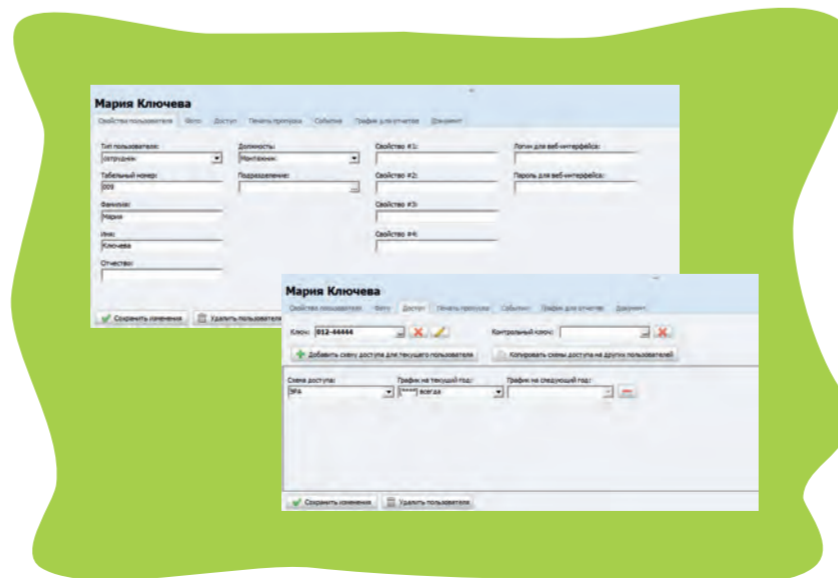 Мария Ключева
Свойства пользователя Фото Доступ Печать пропуска События График для отчетов Документ
Тип пользователя: Должность: Свойство #1: Логин для веб-интерфейса:
сотрудник Монтажник
Табельный номер: Подразделение: Свойство #2: Пароль для веб-интерфейса:
009 ...
Фамилия: Свойство #3:
Мария
Имя: Свойство #4:
Ключева
Отчество:
Сохранить изменения Удалить пользователя
Мария Ключева
Свойства пользователя Фото Доступ Печать пропуска События График для отчетов Документ
Ключ: 012-44444 ... Контрольный ключ: ...
Добавить схему доступа для текущего пользователя Копировать схемы доступа на других пользователей
Схема доступа: График на текущий год: График на следующий год:
[****] всегда
Сохранить изменения Удалить пользователя